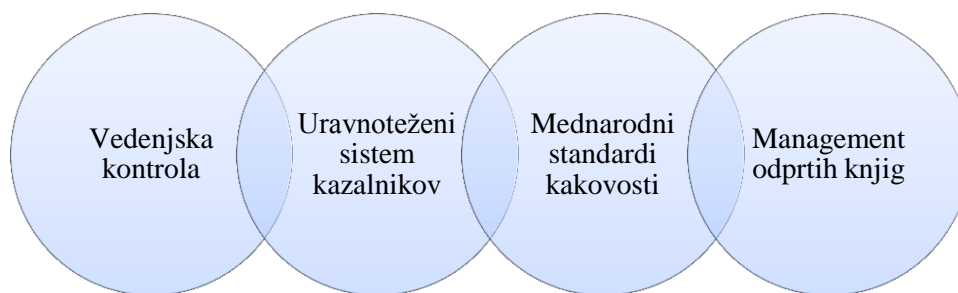 Vedenjska
kontrola
Uravnoteženi
sistem
kazalnikov
Mednarodni
standardi
kakovosti
Management
odprtih knjig